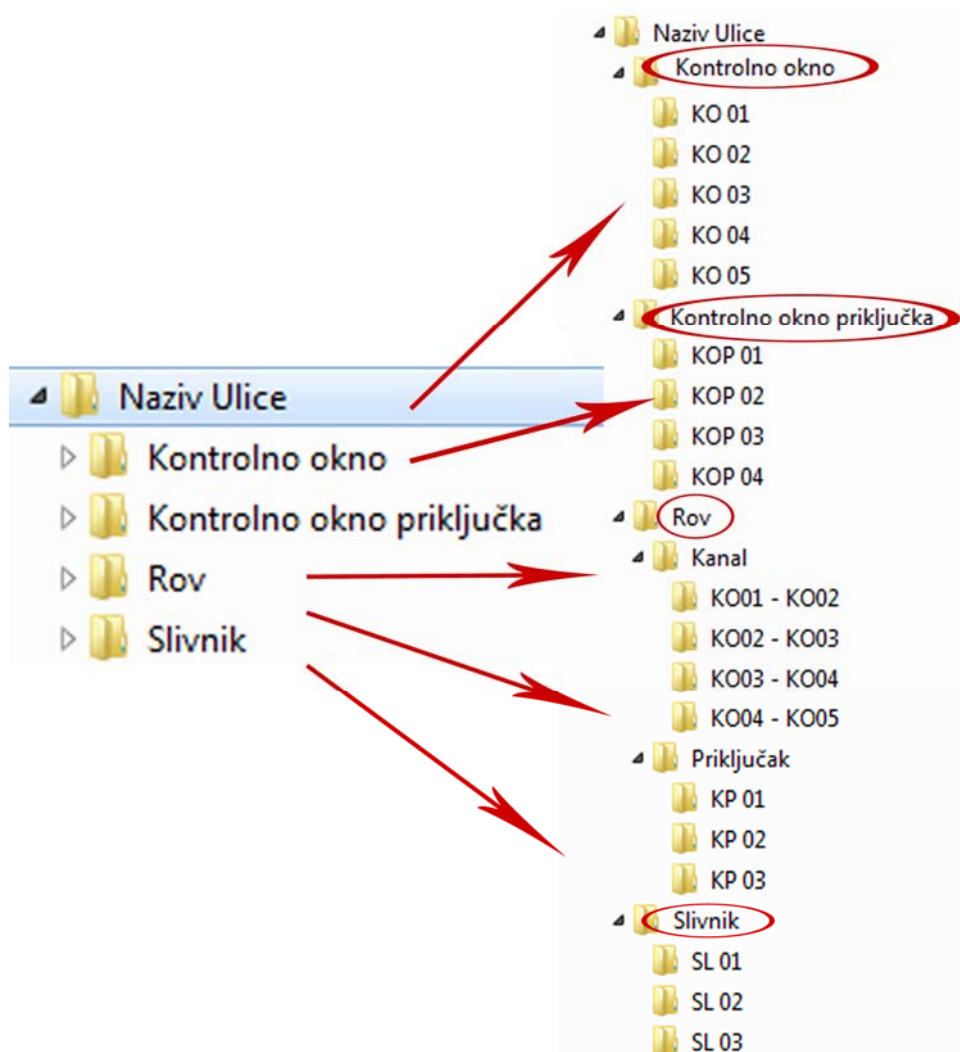 Naziv Ulice
Kontrolno okno
Kontrolno okno priključka
Rov
Slivnik
Naziv Ulice
Kontrolno okno
KO 01
KO 02
KO 03
KO 04
KO 05
Kontrolno okno priključka
KOP 01
KOP 02
KOP 03
KOP 04
Rov
Kanal
KO01 - KO02
KO02 - KO03
KO03 - KO04
KO04 - KO05
Priključak
KP 01
KP 02
KP 03
Slivnik
SL 01
SL 02
SL 03